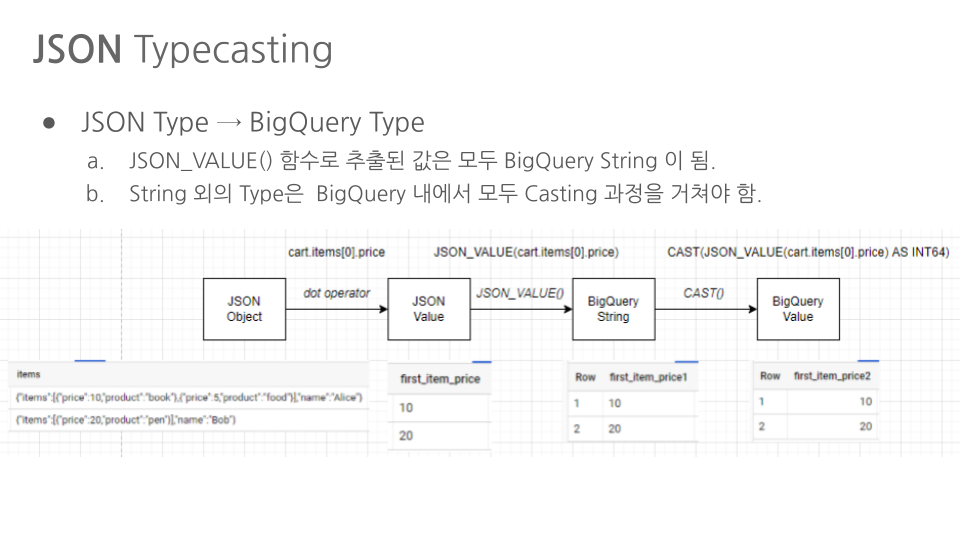 JSON Typecasting
● JSON Type → BigQuery Type
a. JSON_VALUE() 함수로 추출된 값은 모두 BigQuery String 이 됨.
b. String 외의 Type은 BigQuery 내에서 모두 Casting 과정을 거쳐야 함.
cart.items[0].price
JSON_VALUE(cart.items[0].price)
CAST(JSON_VALUE(cart.items[0].price) AS INT64)
JSON
Object
dot operator
JSON
Value
JSON_VALUE()
BigQuery
String
CAST()
BigQuery
Value
items
{"items":[{"price":10,"product":"book"},{"price":5,"product":"food"}],"name":"Alice"}
{"items":[{"price":20,"product":"pen"}],"name":"Bob"}
first_item_price
10
20
Row first_item_price1
1 10
2 20
Row first_item_price2
1 10
2 20